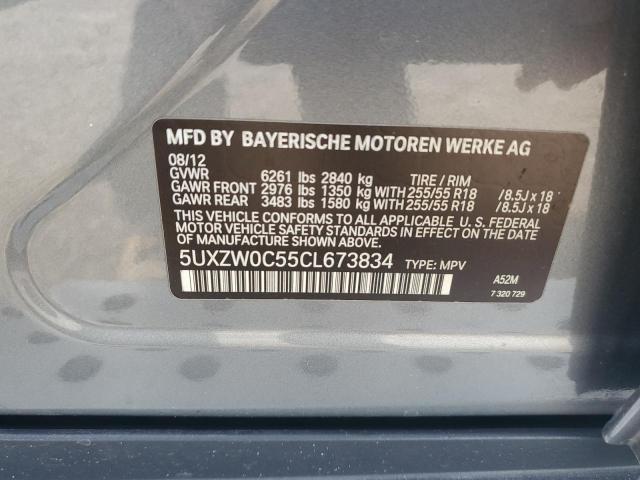 MFD BY BAYERISCHE MOTOREN WERKE AG
08/12
GVWR 6261 lbs 2840 kg TIRE / RIM
GAWR FRONT 2976 lbs 1350 kg WITH 255/55 R18 / 8.5J x 18
GAWR REAR 3483 lbs 1580 kg WITH 255/55 R18 / 8.5J x 18
THIS VEHICLE CONFORMS TO ALL APPLICABLE U.S. FEDERAL
MOTOR VEHICLE SAFETY STANDARDS IN EFFECT ON THE DATE OF
MANUFACTURE SHOWN ABOVE.
5UXZW0C55CL673834 TYPE: MPV
A52M
7 320 729